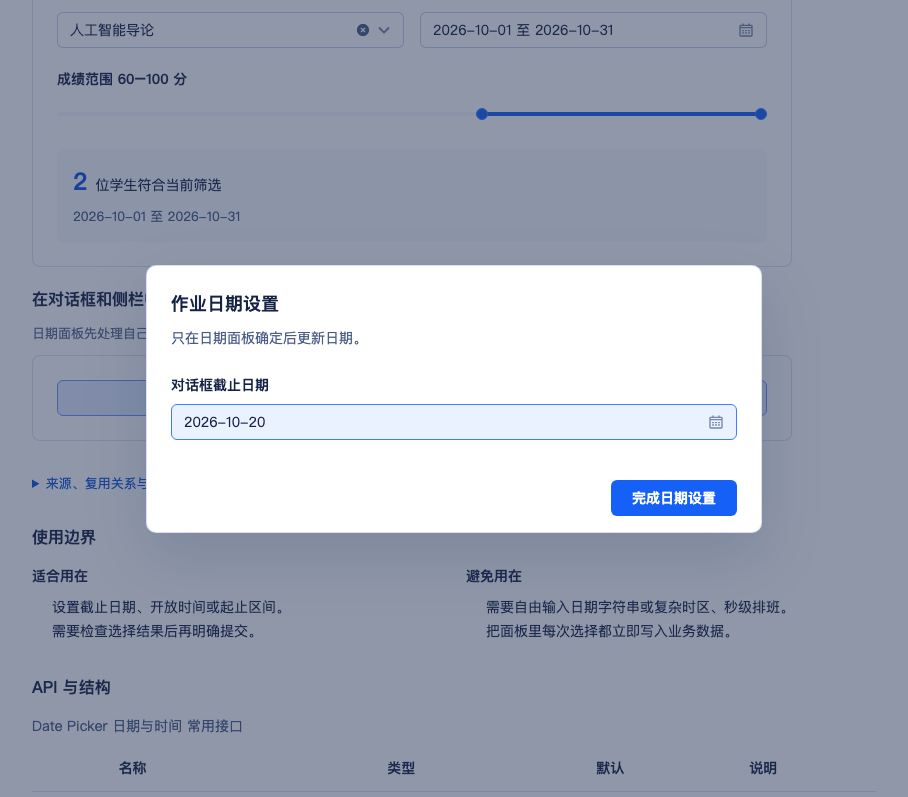 人工智能导论
2026-10-01 至 2026-10-31
成绩范围 60—100 分
2 位学生符合当前筛选
2026-10-01 至 2026-10-31
在对话框和侧栏
日期面板先处理自己
作业日期设置
只在日期面板确定后更新日期。
对话框截止日期
2026-10-20
完成日期设置
来源、复用关系与
使用边界
适合用在
设置截止日期、开放时间或起止区间。
需要检查选择结果后再明确提交。
避免用在
需要自由输入日期字符串或复杂时区、秒级排班。
把面板里每次选择都立即写入业务数据。
API 与结构
Date Picker 日期与时间 常用接口
名称 类型 默认 说明